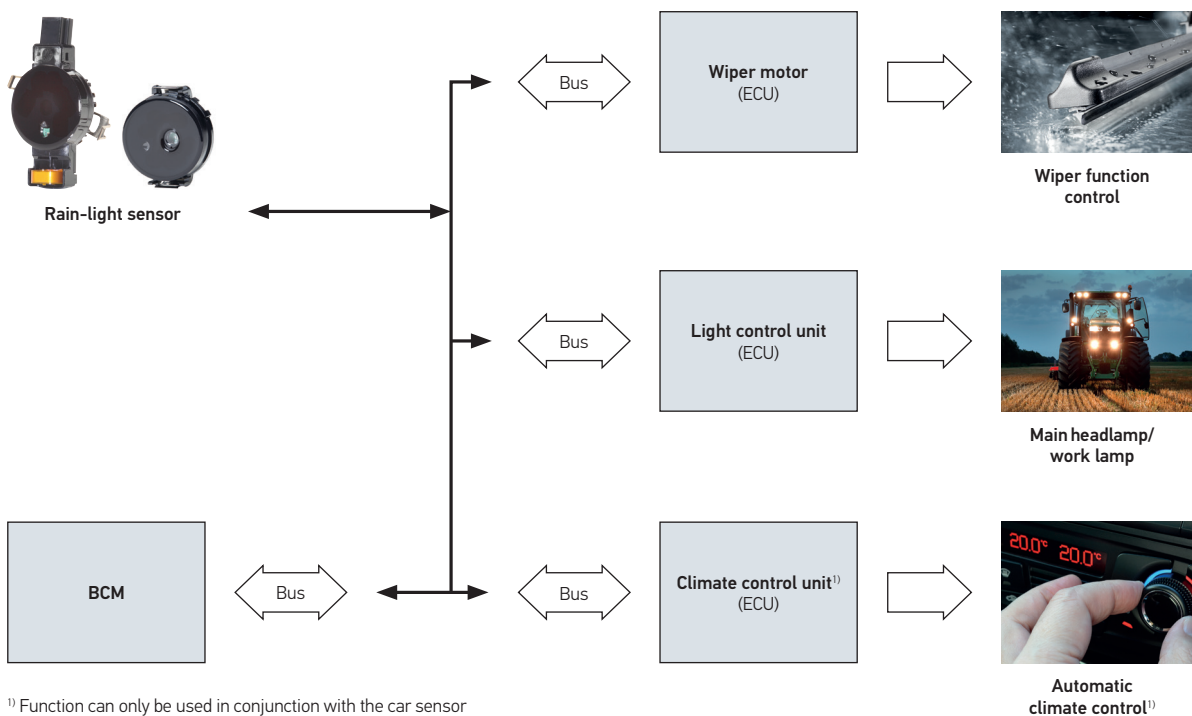 Bus
Wiper motor
(ECU)
Wiper function
control
Rain-light sensor
Bus
Light control unit
(ECU)
Main headlamp/
work lamp
BCM
Bus
Bus
Climate control unit¹⁾
(ECU)
20.0°c 20.0°c
Automatic
climate control¹⁾
¹⁾ Function can only be used in conjunction with the car sensor